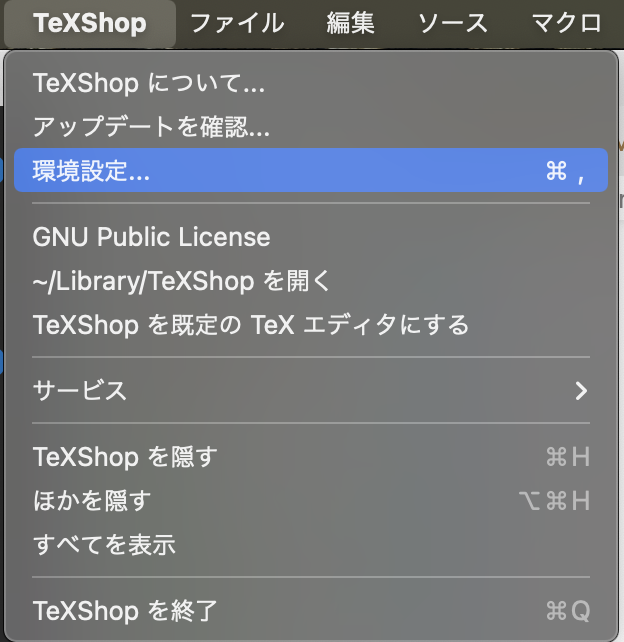 TeXShop ファイル 編集 ソース マクロ
TeXShop について...
アップデートを確認...
環境設定... ⌘ ,
GNU Public License
~/Library/TeXShop を開く
TeXShop を既定の TeX エディタにする
サービス
TeXShop を隠す ⌘H
ほかを隠す ⌥⌘H
すべてを表示
TeXShop を終了 ⌘Q